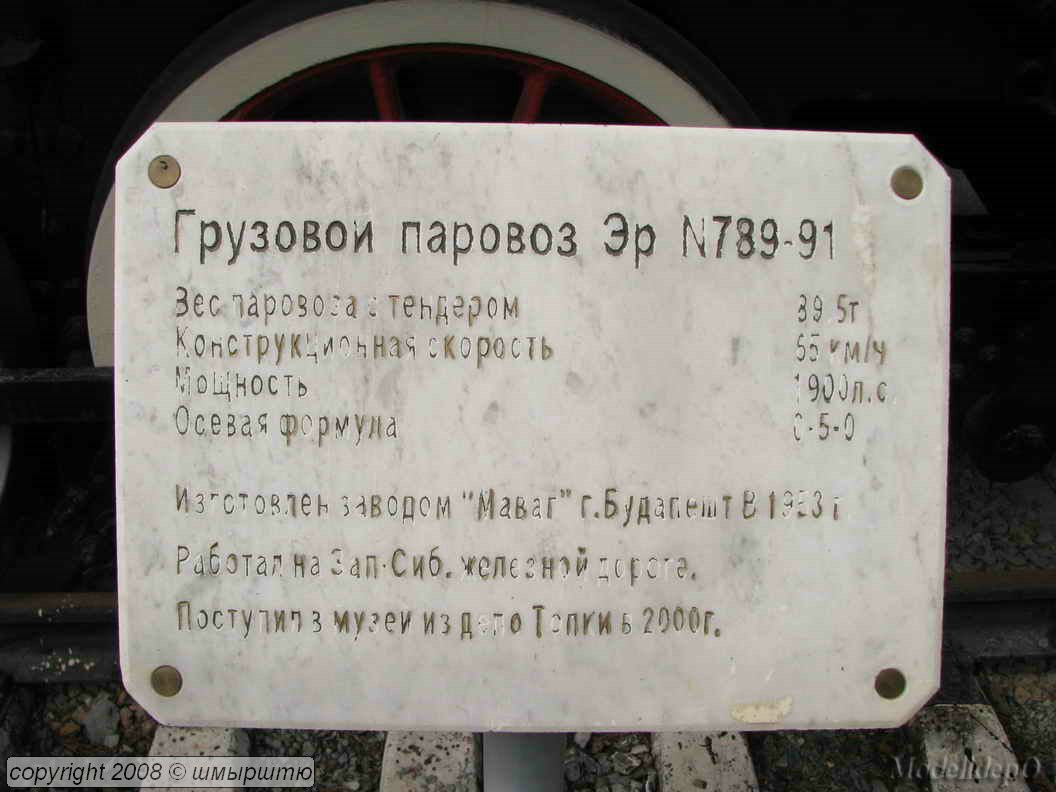 Грузовой паровоз Эр N789-91
Вес паровоза с тендером 89.5т
Конструкционная скорость 65 км/ч
Мощность 1900л.с.
Осевая формула 0-5-0
Изготовлен заводом "Маваг" г.Будапешт В 1953 г
Работал на Зап-Сиб. железной дороге.
Поступил в музей из депо Топки в 2000г.
copyright 2008 © шмырштю
ModelldepO